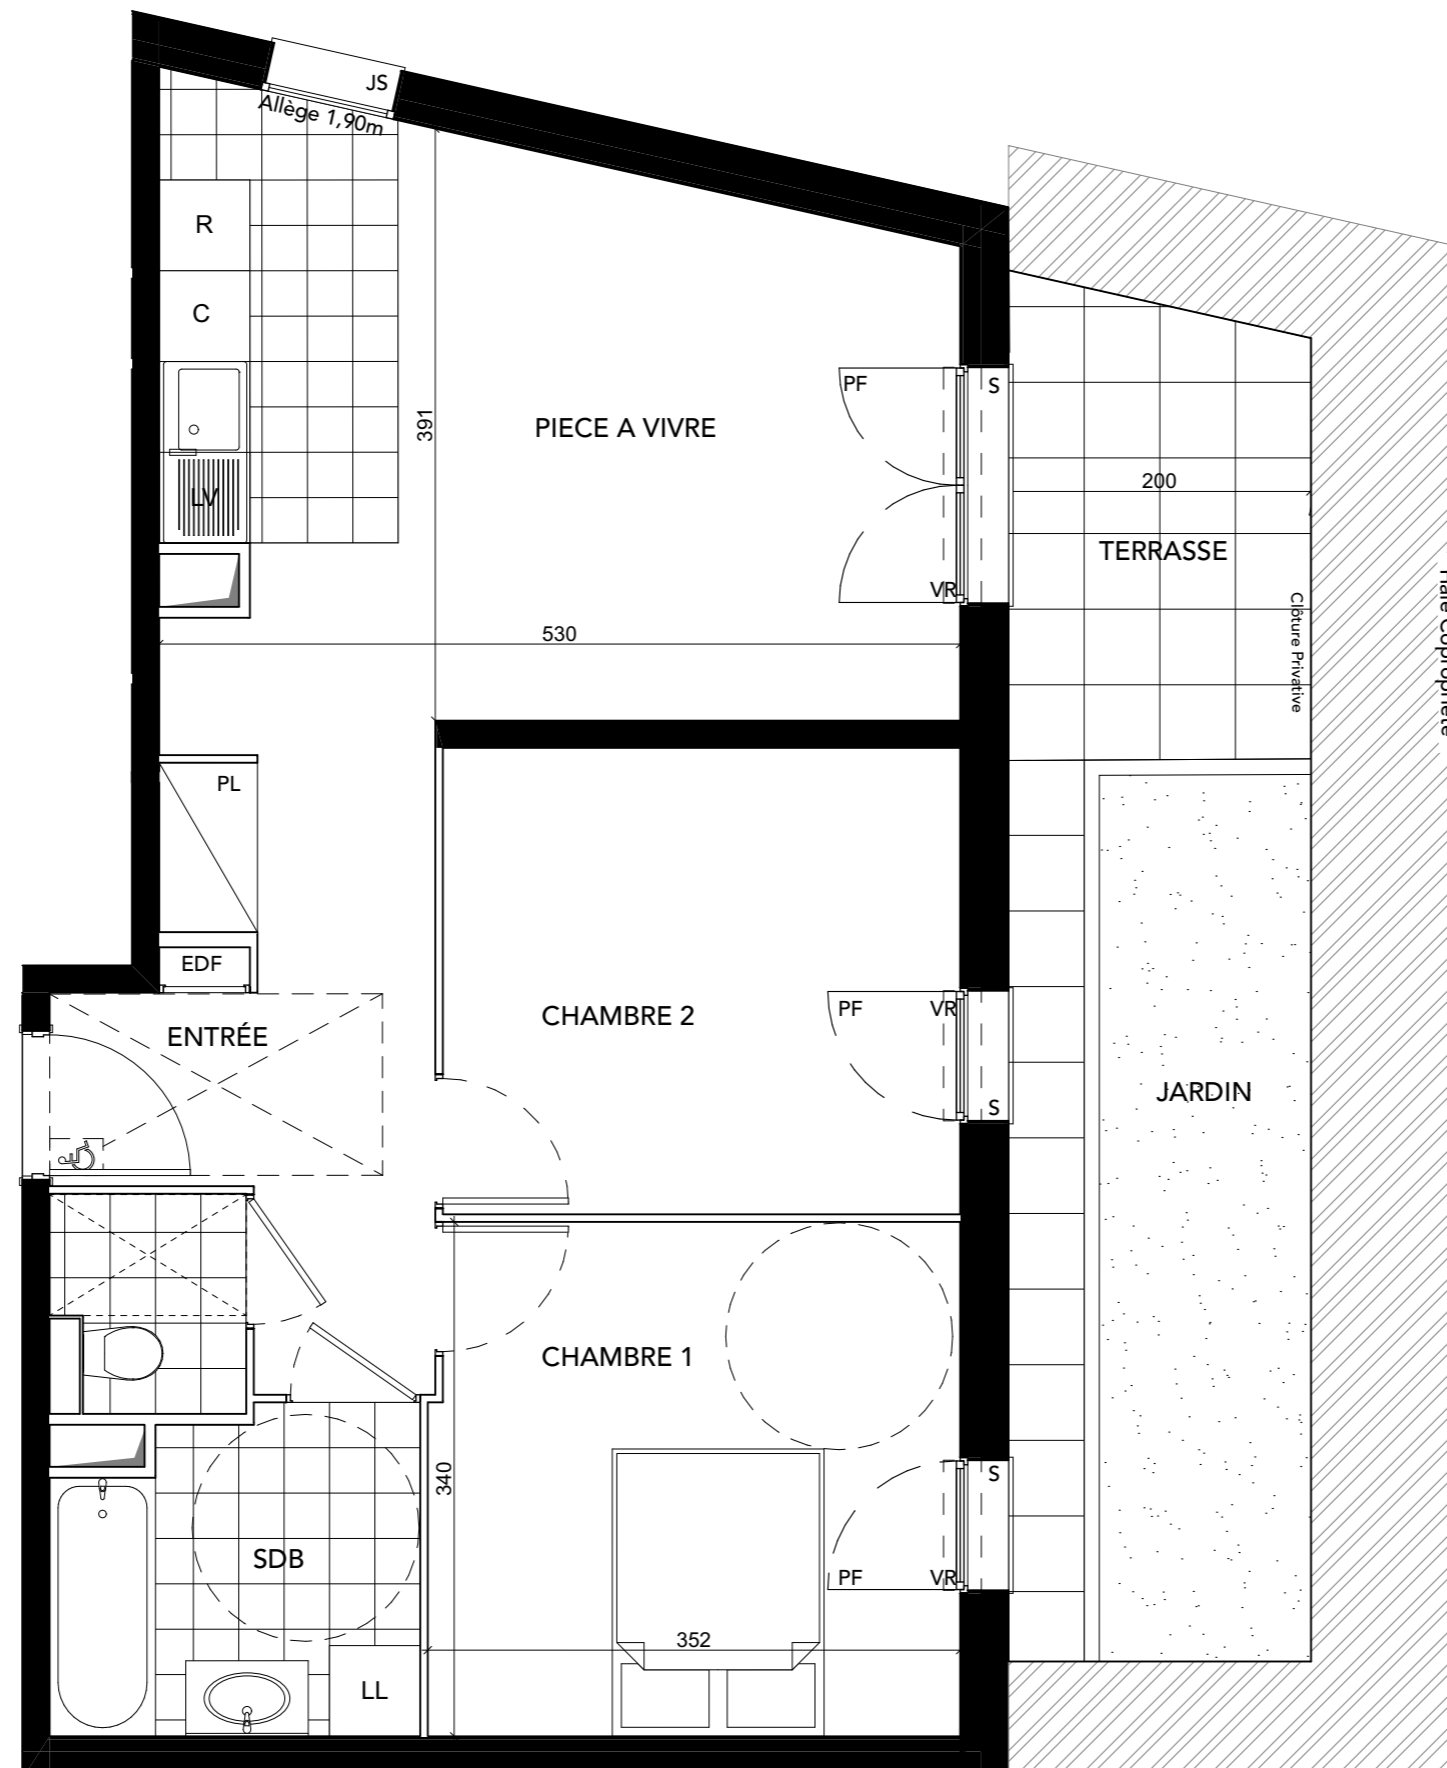 JS
Allège 1,90m
R
C
LV
391
PIECE A VIVRE
PF
S
VR
530
200
TERRASSE
Clôture Privative
PL
EDF
ENTRÉE
CHAMBRE 2
PF
VR
S
JARDIN
CHAMBRE 1
340
S
PF
VR
SDB
352
LL